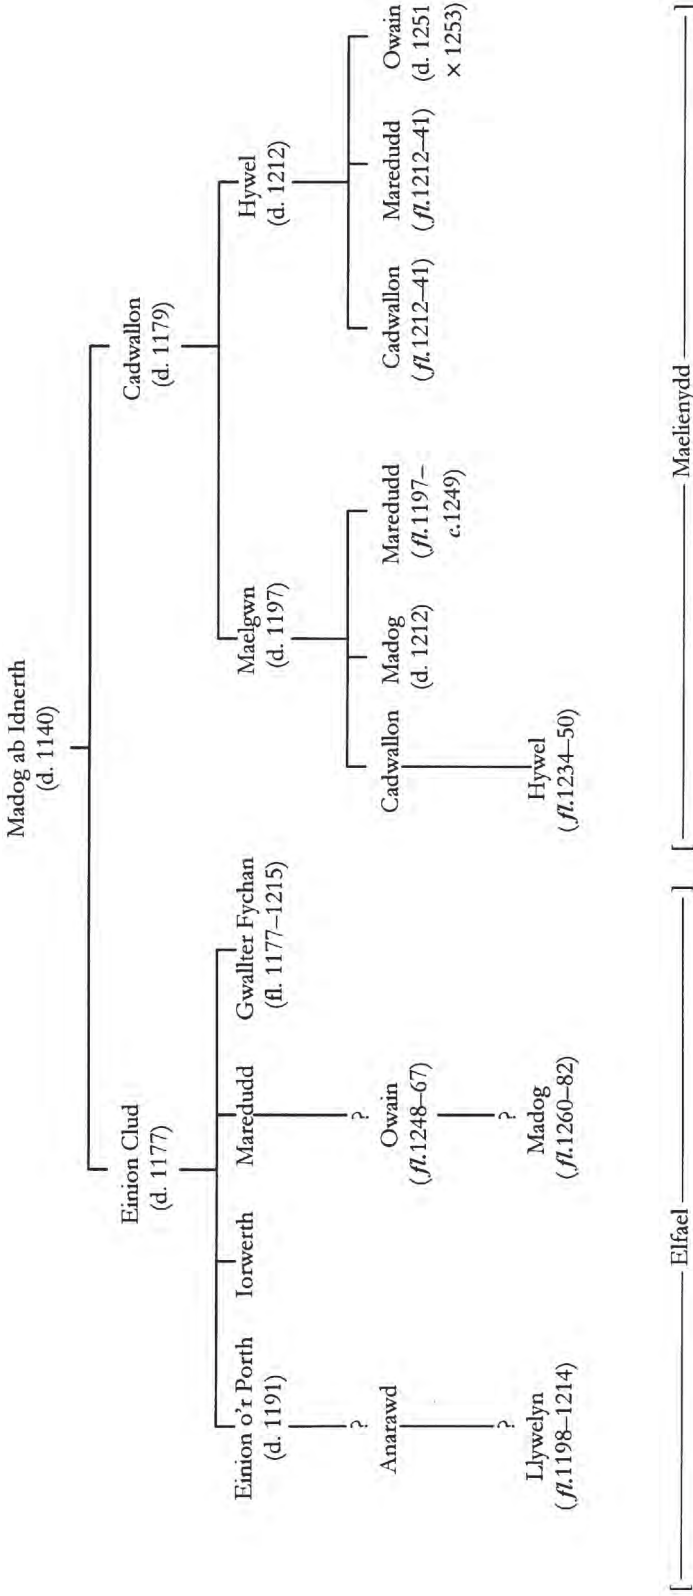 Madog ab Idnerth
(d. 1140)
Einion Clud
(d. 1177)
Cadwallon
(d. 1179)
Einion o'r Porth
(d. 1191)
Iorwerth
Maredudd
Gwallter Fychan
(fl. 1177–1215)
Maelgwn
(d. 1197)
Hywel
(d. 1212)
?
Anarawd
?
Owain
(fl.1248–67)
Cadwallon
Madog
(d. 1212)
Maredudd
(fl.1197–
c.1249)
Cadwallon
(fl.1212–41)
Maredudd
(fl.1212–41)
Owain
(d. 1251
× 1253)
?
Llywelyn
(fl.1198–1214)
?
Madog
(fl.1260–82)
Hywel
(fl.1234–50)
[ Elfael ]
[ Maelienydd ]